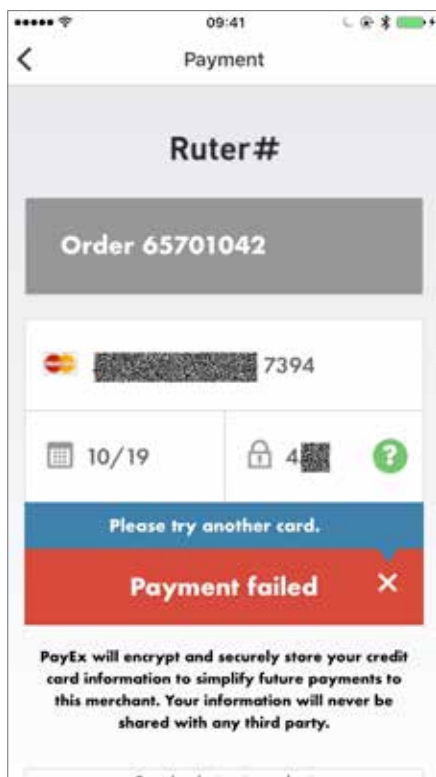 09:41
Payment
Ruter#
Order 65701042
7394
10/19
4
?
Please try another card.
Payment failed
PayEx will encrypt and securely store your credit
card information to simplify future payments to
this merchant. Your information will never be
shared with any third party.